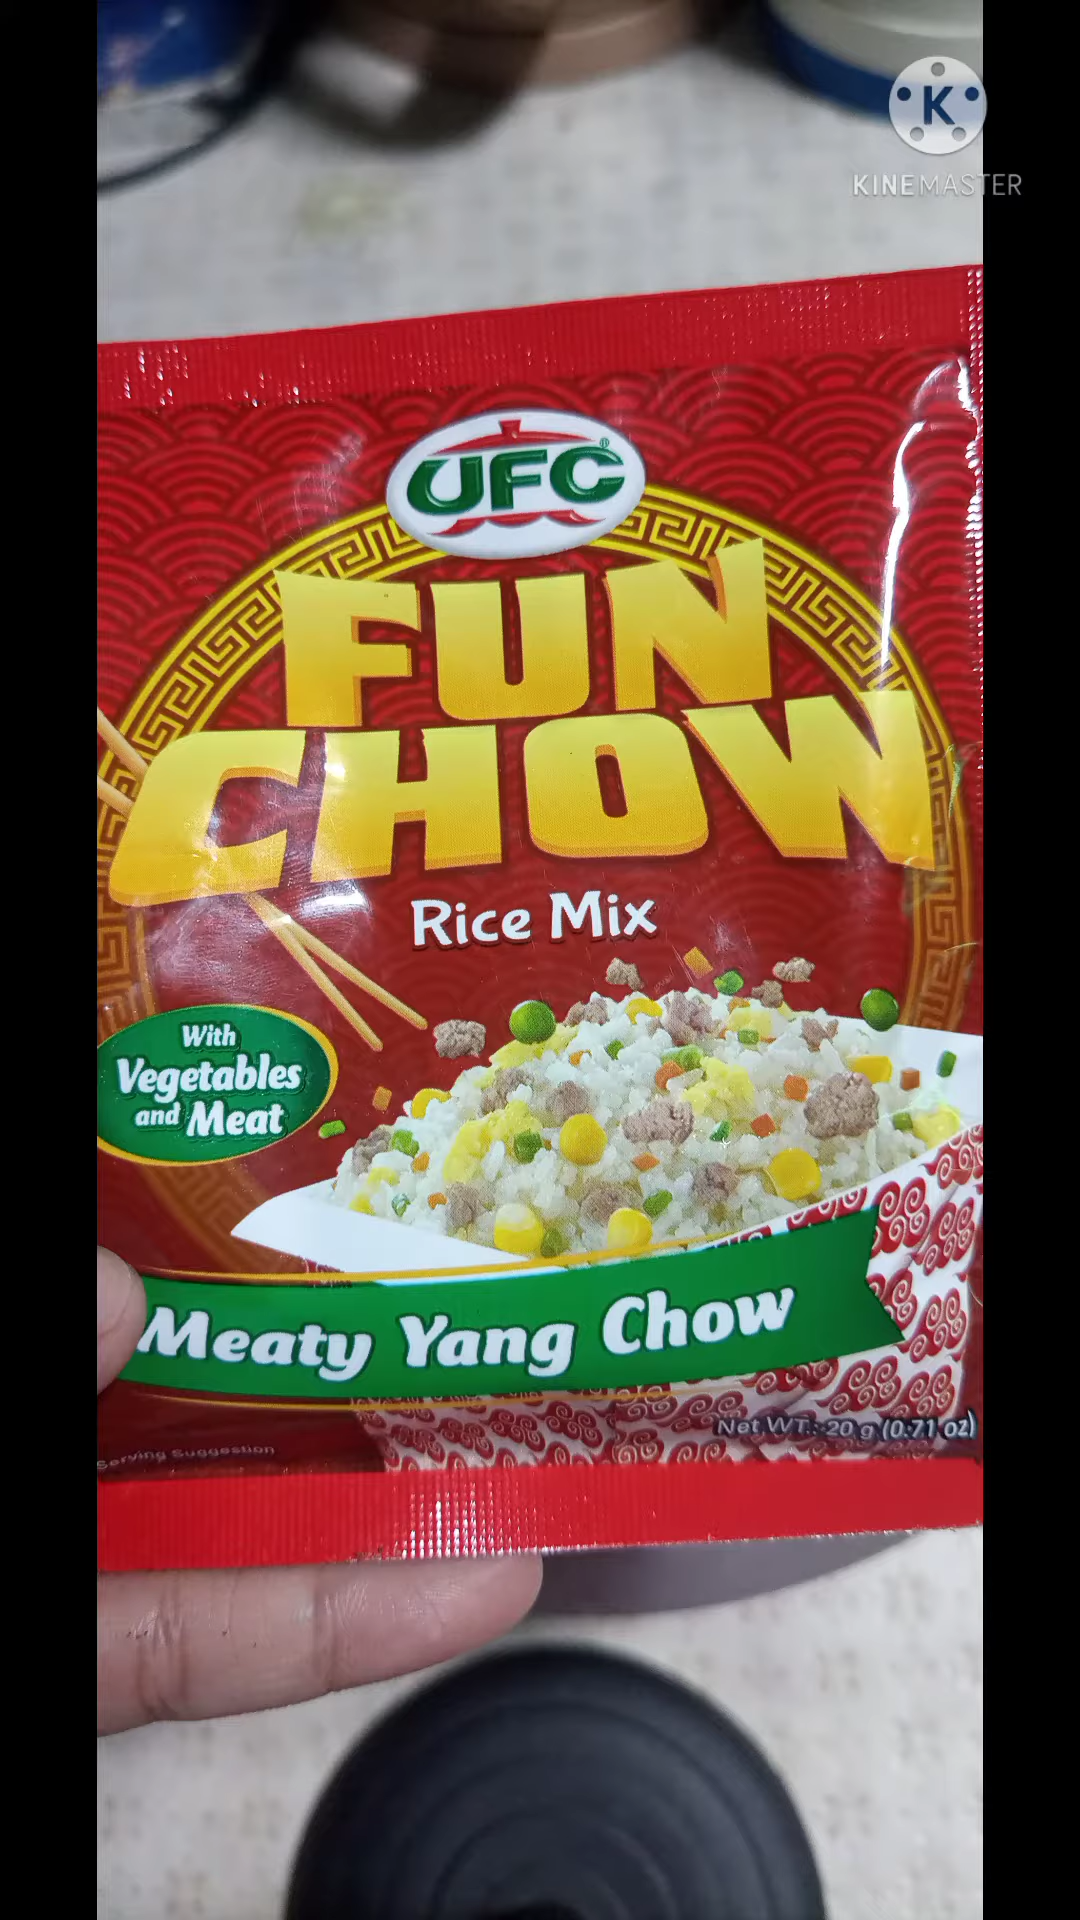 K
KINEMASTER
UFC®
FUN
CHOW
Rice Mix
With
Vegetables
and Meat
Meaty Yang Chow
Net WT.: 20 g (0.71 oz)
Serving Suggestion